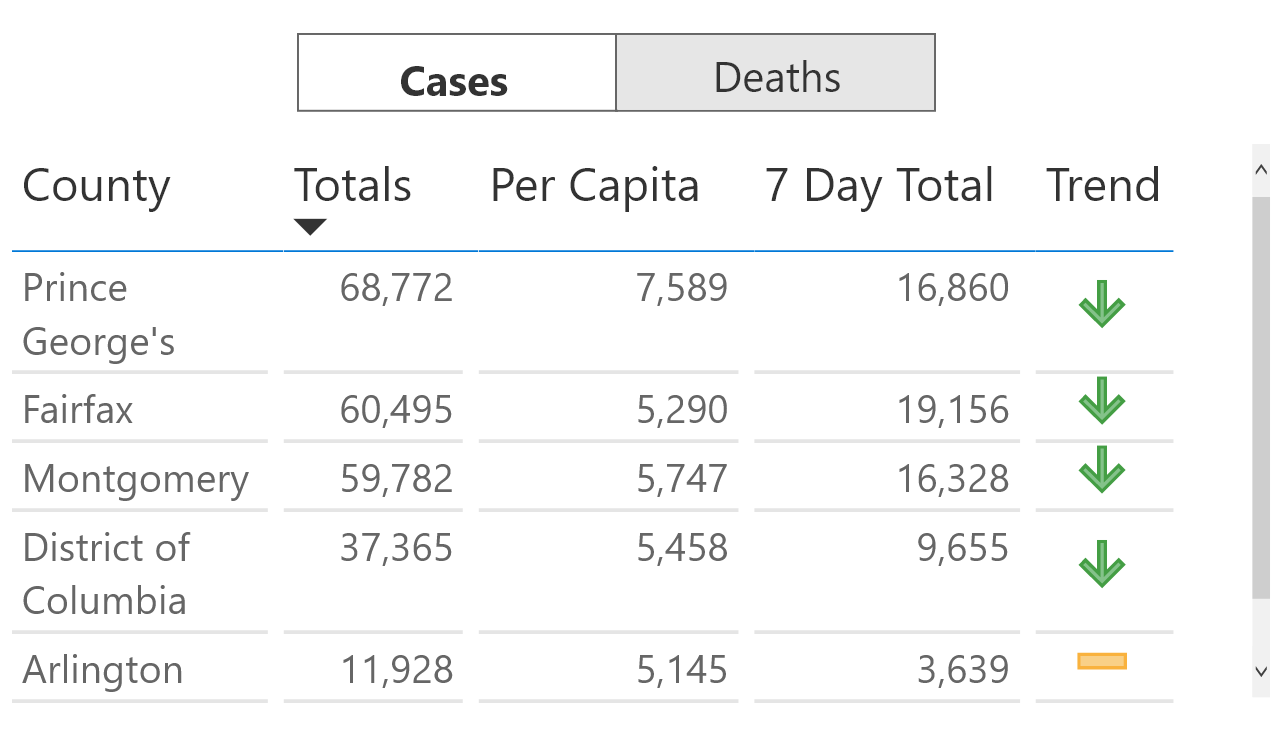 Cases Deaths
County Totals Per Capita 7 Day Total Trend
Prince 68,772 7,589 16,860
George's
Fairfax 60,495 5,290 19,156
Montgomery 59,782 5,747 16,328
District of 37,365 5,458 9,655
Columbia
Arlington 11,928 5,145 3,639